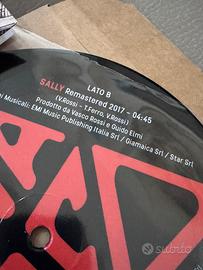 LATO B
SALLY Remastered 2017 - 04:45
(V.Rossi - T.Ferro, V.Rossi)
Prodotto da Vasco Rossi e Guido Elmi
ni Musicali: EMI Music Publishing Italia Srl / Giamaica Srl / Star Srl
subito